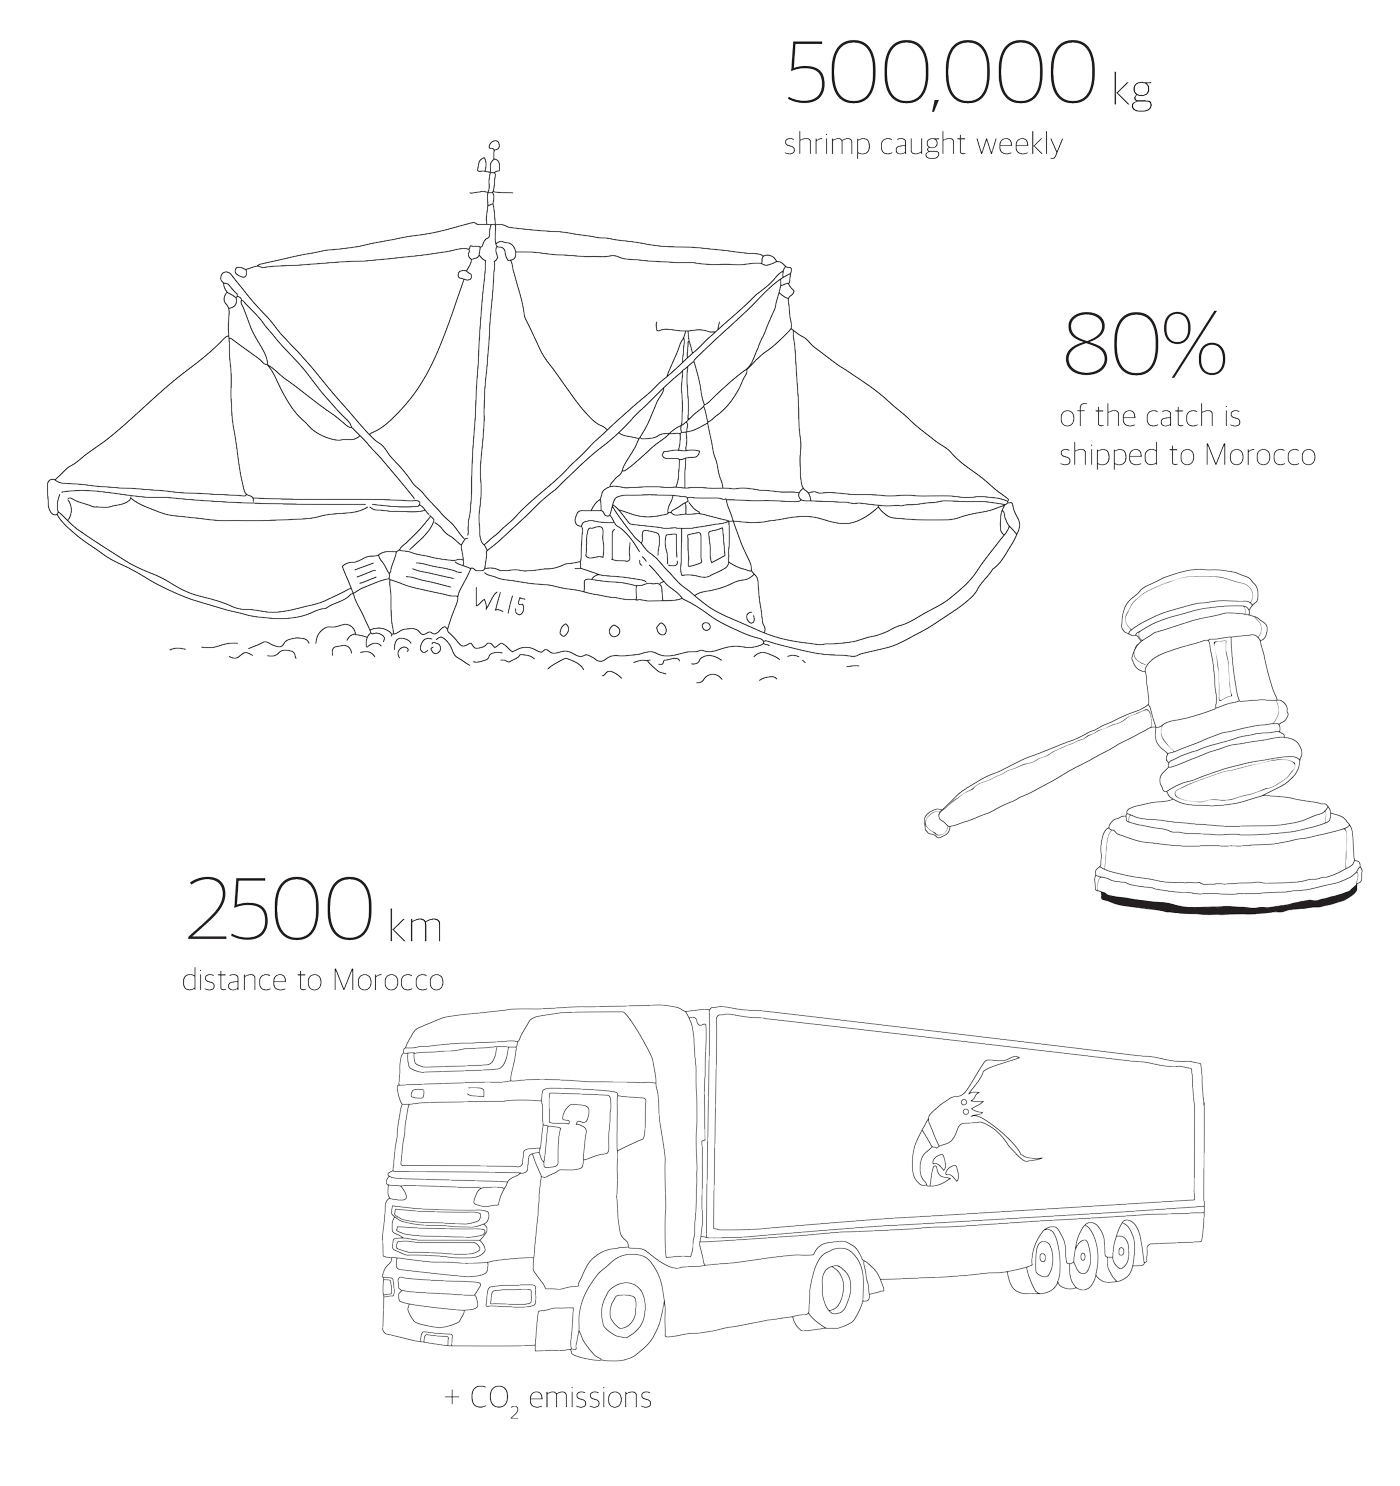 500,000 kg
shrimp caught weekly
80%
of the catch is
shipped to Morocco
WL15
2500 km
distance to Morocco
+ CO₂ emissions